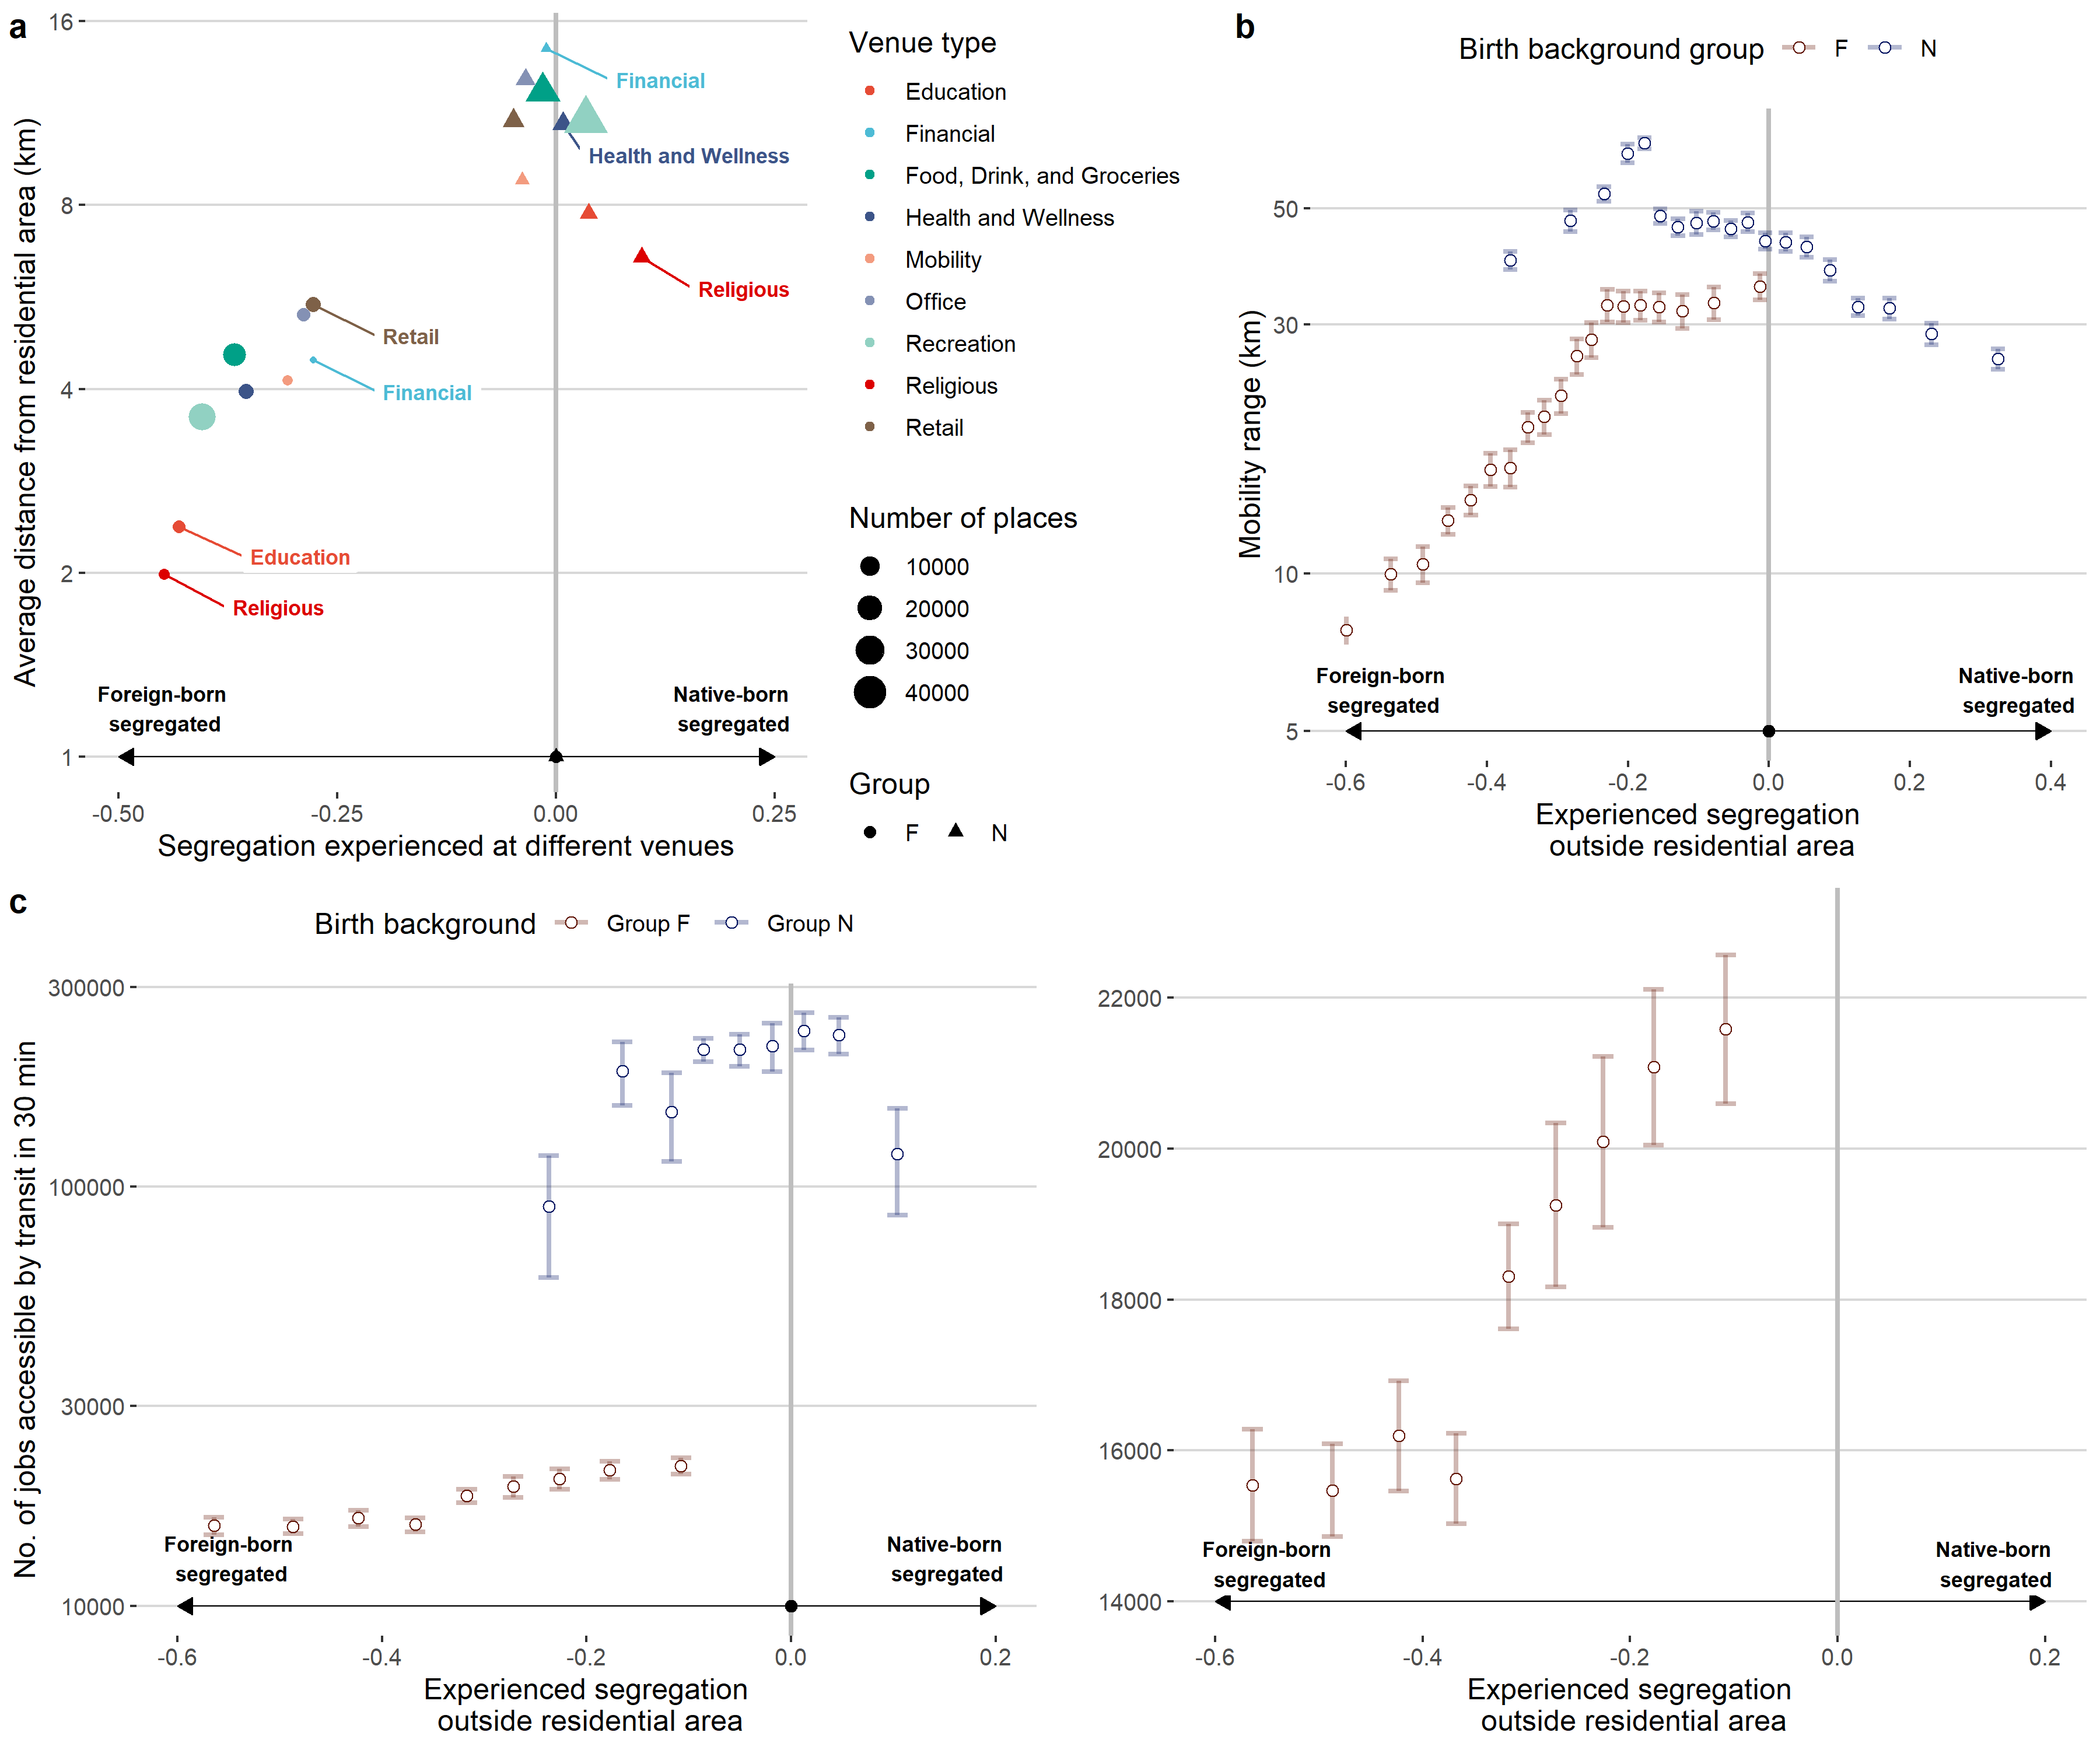 a
16
8
4
2
1
Average distance from residential area (km)
Financial
Health and Wellness
Religious
Retail
Financial
Education
Religious
Foreign-born
segregated
Native-born
segregated
-0.50
-0.25
0.00
0.25
Segregation experienced at different venues
Venue type
Education
Financial
Food, Drink, and Groceries
Health and Wellness
Mobility
Office
Recreation
Religious
Retail
Number of places
10000
20000
30000
40000
Group
F
N
b
Birth background group
F
N
50
30
10
5
Mobility range (km)
Foreign-born
segregated
Native-born
segregated
-0.6
-0.4
-0.2
0.0
0.2
0.4
Experienced segregation
outside residential area
c
Birth background
Group F
Group N
300000
100000
30000
10000
No. of jobs accessible by transit in 30 min
Foreign-born
segregated
Native-born
segregated
-0.6
-0.4
-0.2
0.0
0.2
Experienced segregation
outside residential area
22000
20000
18000
16000
14000
Foreign-born
segregated
Native-born
segregated
-0.6
-0.4
-0.2
0.0
0.2
Experienced segregation
outside residential area